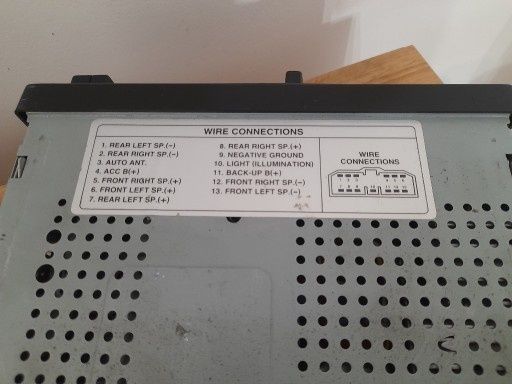 WIRE CONNECTIONS
1. REAR LEFT SP.(-)
2. REAR RIGHT SP.(-)
3. AUTO ANT.
4. ACC B(+)
5. FRONT RIGHT SP.(+)
6. FRONT LEFT SP.(+)
7. REAR LEFT SP.(+)
8. REAR RIGHT SP.(+)
9. NEGATIVE GROUND
10. LIGHT (ILLUMINATION)
11. BACK-UP B(+)
12. FRONT RIGHT SP.(-)
13. FRONT LEFT SP.(-)
WIRE
CONNECTIONS